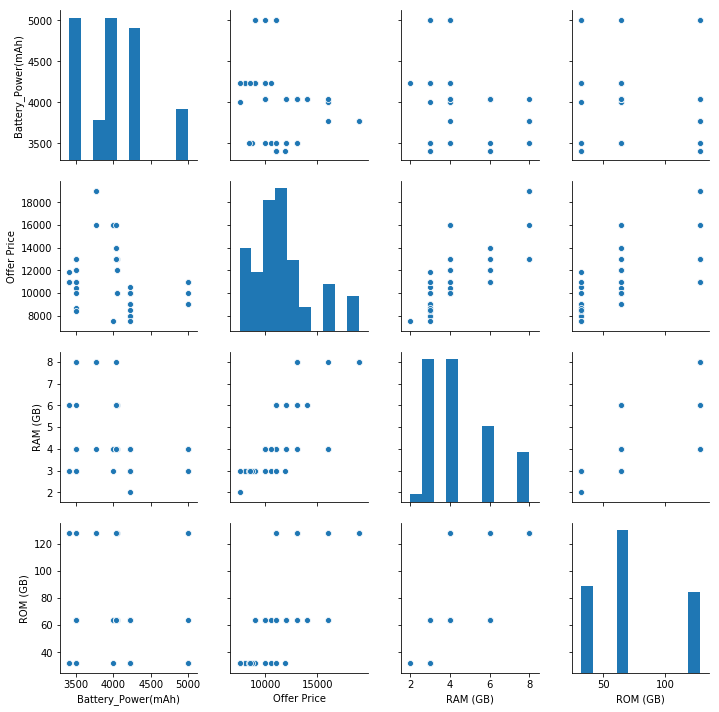 5000
4500
4000
3500
Battery_Power(mAh)
18000
16000
14000
12000
10000
8000
Offer Price
8
7
6
5
4
3
2
RAM (GB)
120
100
80
60
40
ROM (GB)
3500 4000 4500 5000
Battery_Power(mAh)
10000 15000
Offer Price
2 4 6 8
RAM (GB)
50 100
ROM (GB)